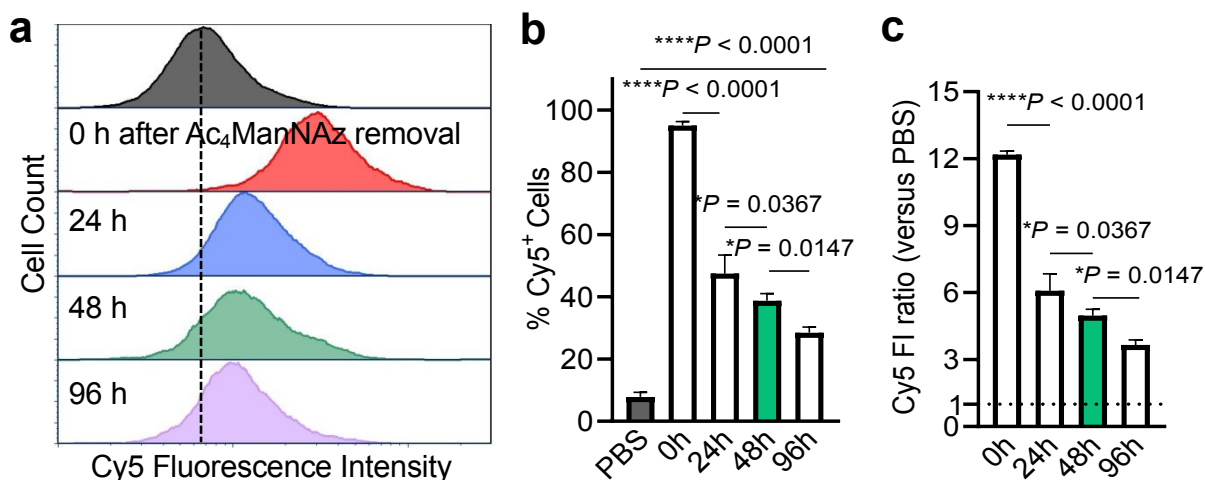 a
Cell Count
0 h after Ac₄ManNAz removal
24 h
48 h
96 h
Cy5 Fluorescence Intensity
b
% Cy5⁺ Cells
100
80
60
40
20
0
****P < 0.0001
****P < 0.0001
*P = 0.0367
*P = 0.0147
PBS
0h
24h
48h
96h
c
Cy5 FI ratio (versus PBS)
15
12
9
6
3
1
0
****P < 0.0001
*P = 0.0367
*P = 0.0147
0h
24h
48h
96h